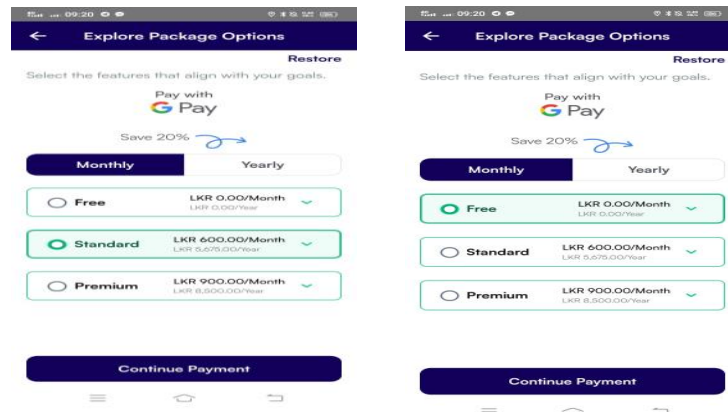 09:20
Explore Package Options
Restore
Select the features that align with your goals.
Pay with
G Pay
Save 20%
Monthly Yearly
Free LKR 0.00/Month
LKR 0.00/Year
Standard LKR 600.00/Month
LKR 5,675.00/Year
Premium LKR 900.00/Month
LKR 8,500.00/Year
Continue Payment
09:20
Explore Package Options
Restore
Select the features that align with your goals.
Pay with
G Pay
Save 20%
Monthly Yearly
Free LKR 0.00/Month
LKR 0.00/Year
Standard LKR 600.00/Month
LKR 5,675.00/Year
Premium LKR 900.00/Month
LKR 8,500.00/Year
Continue Payment